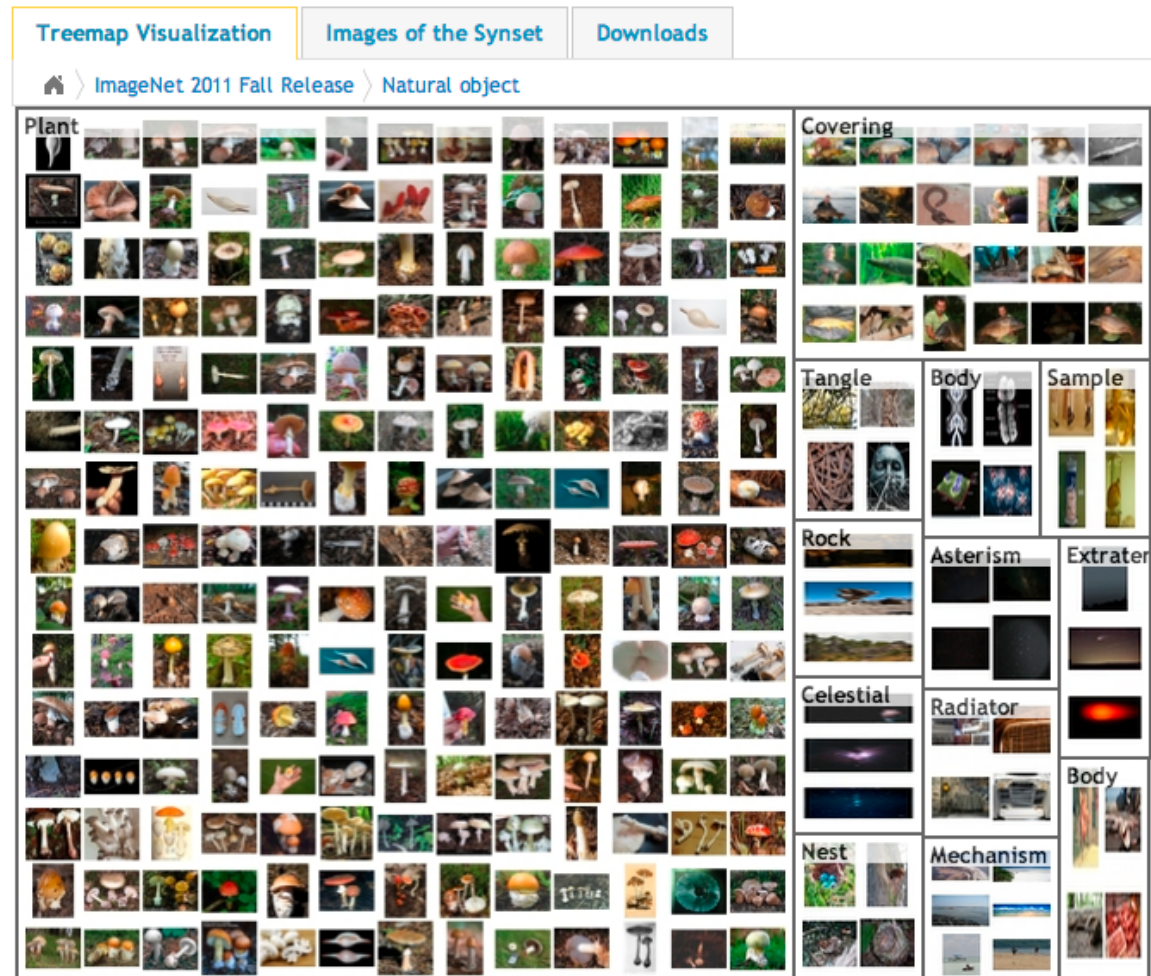 Treemap Visualization
Images of the Synset
Downloads
ImageNet 2011 Fall Release
Natural object
Plant
Covering
Tangle
Body
Sample
Rock
Asterism
Extrater
Celestial
Radiator
Body
Nest
Mechanism